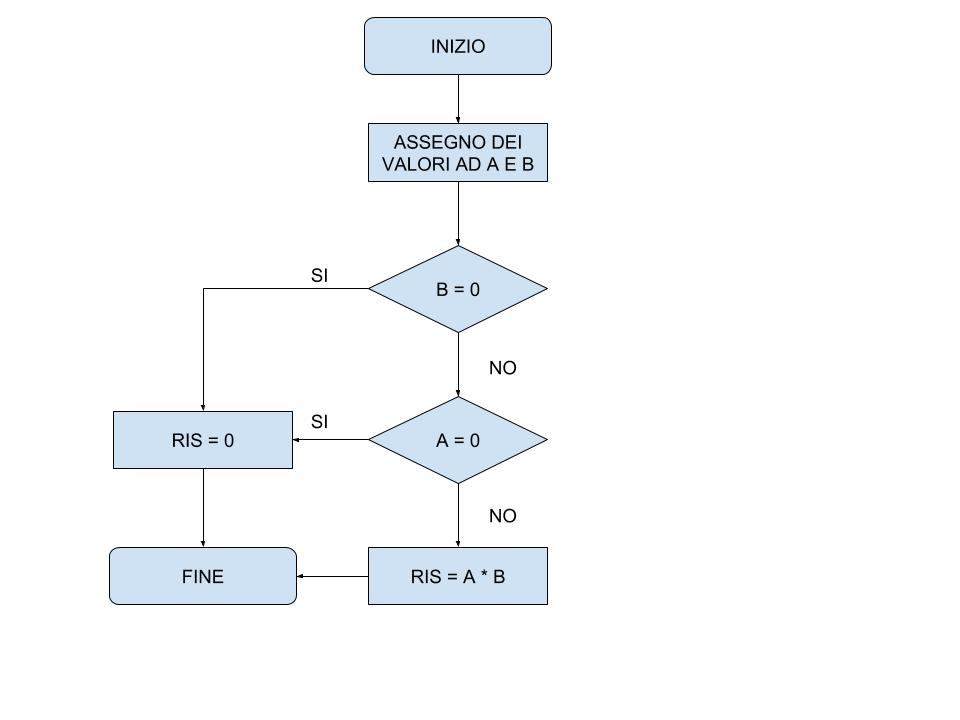 INIZIO
ASSEGNO DEI
VALORI AD A E B
SI
B = 0
NO
SI
RIS = 0
A = 0
NO
FINE
RIS = A * B